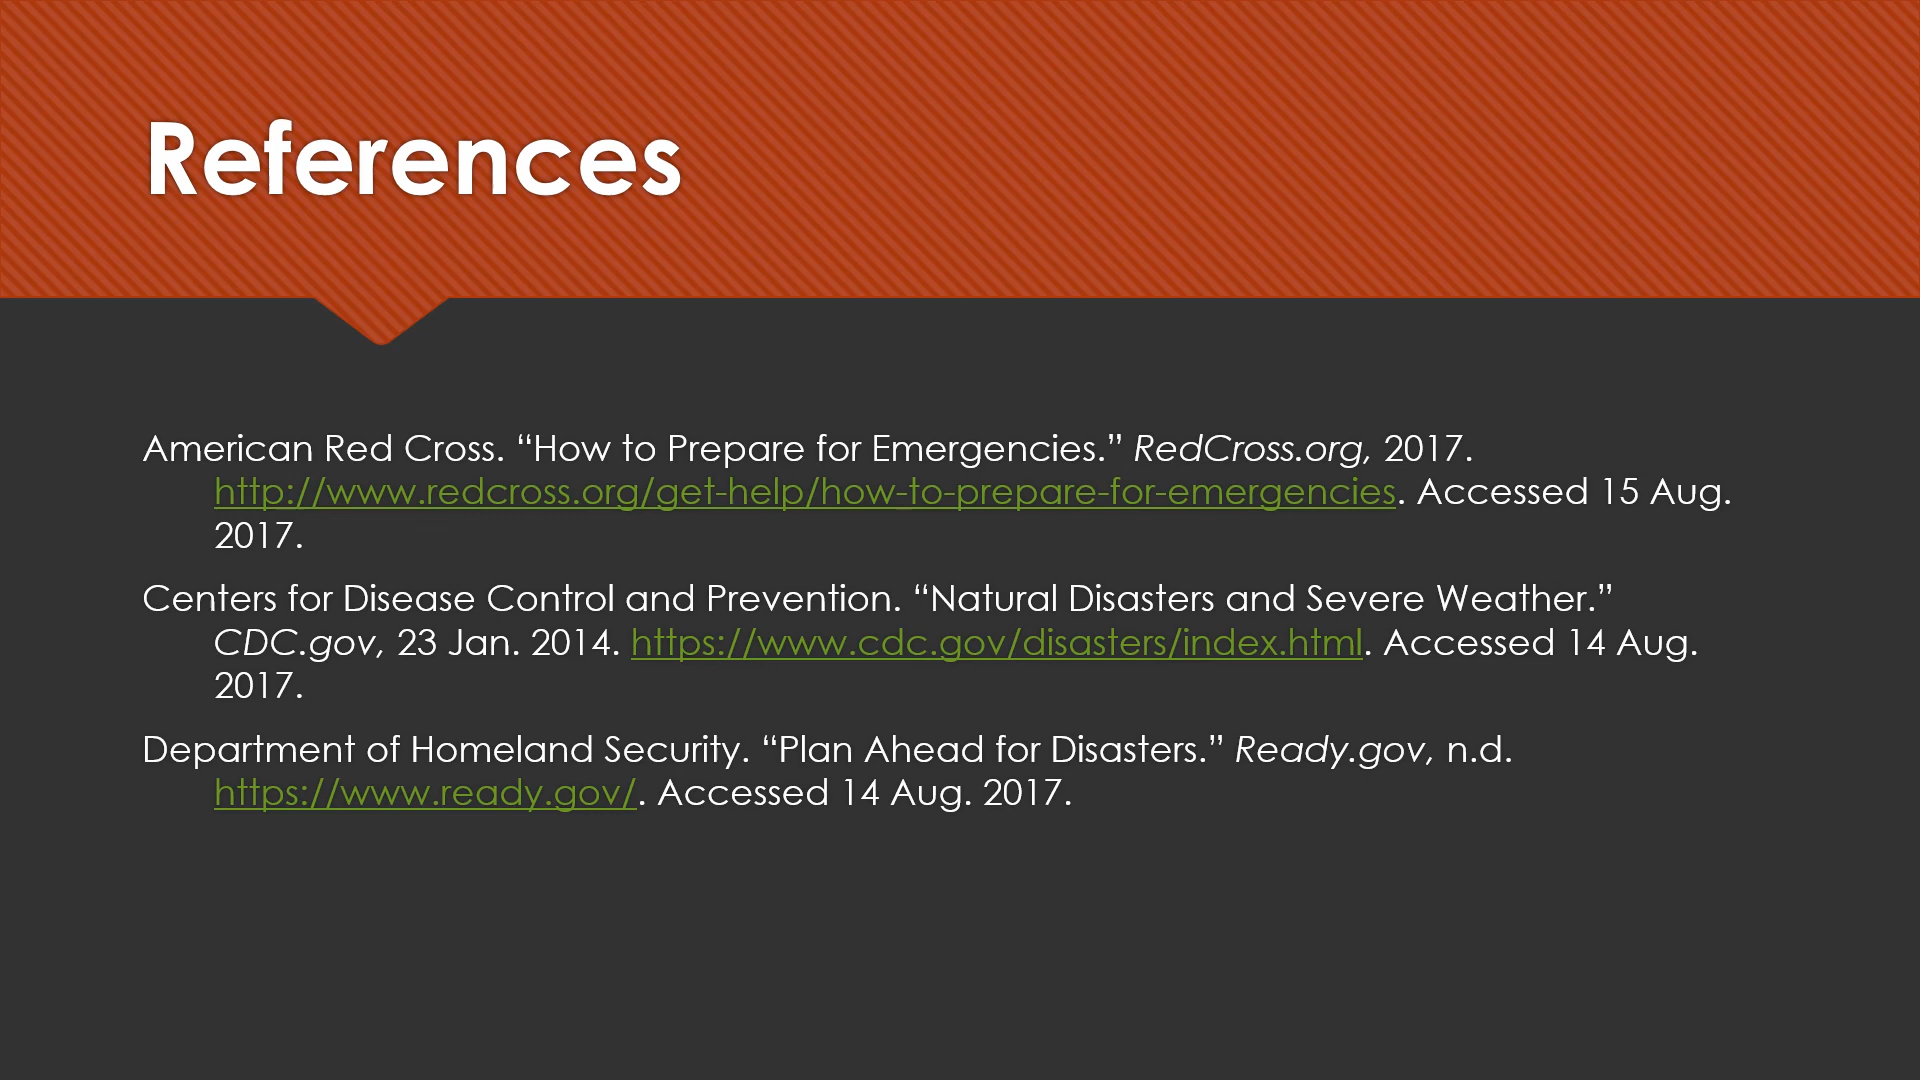 References
American Red Cross. “How to Prepare for Emergencies.” RedCross.org, 2017.
http://www.redcross.org/get-help/how-to-prepare-for-emergencies. Accessed 15 Aug.
2017.
Centers for Disease Control and Prevention. “Natural Disasters and Severe Weather.”
CDC.gov, 23 Jan. 2014. https://www.cdc.gov/disasters/index.html. Accessed 14 Aug.
2017.
Department of Homeland Security. “Plan Ahead for Disasters.” Ready.gov, n.d.
https://www.ready.gov/. Accessed 14 Aug. 2017.